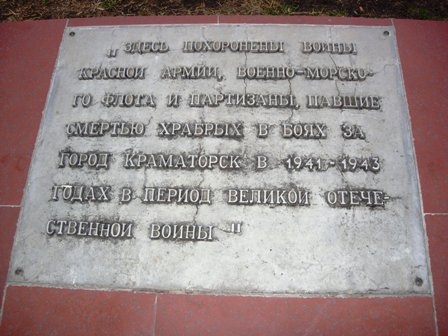 „ ЗДЕСЬ ПОХОРОНЕНЫ ВОИНЫ
КРАСНОЙ АРМИИ, ВОЕННО-МОРСКО-
ГО ФЛОТА И ПАРТИЗАНЫ, ПАВШИЕ
СМЕРТЬЮ ХРАБРЫХ В БОЯХ ЗА
ГОРОД КРАМАТОРСК В 1941-1943
ГОДАХ В ПЕРИОД ВЕЛИКОЙ ОТЕЧЕ-
СТВЕННОЙ ВОИНЫ "